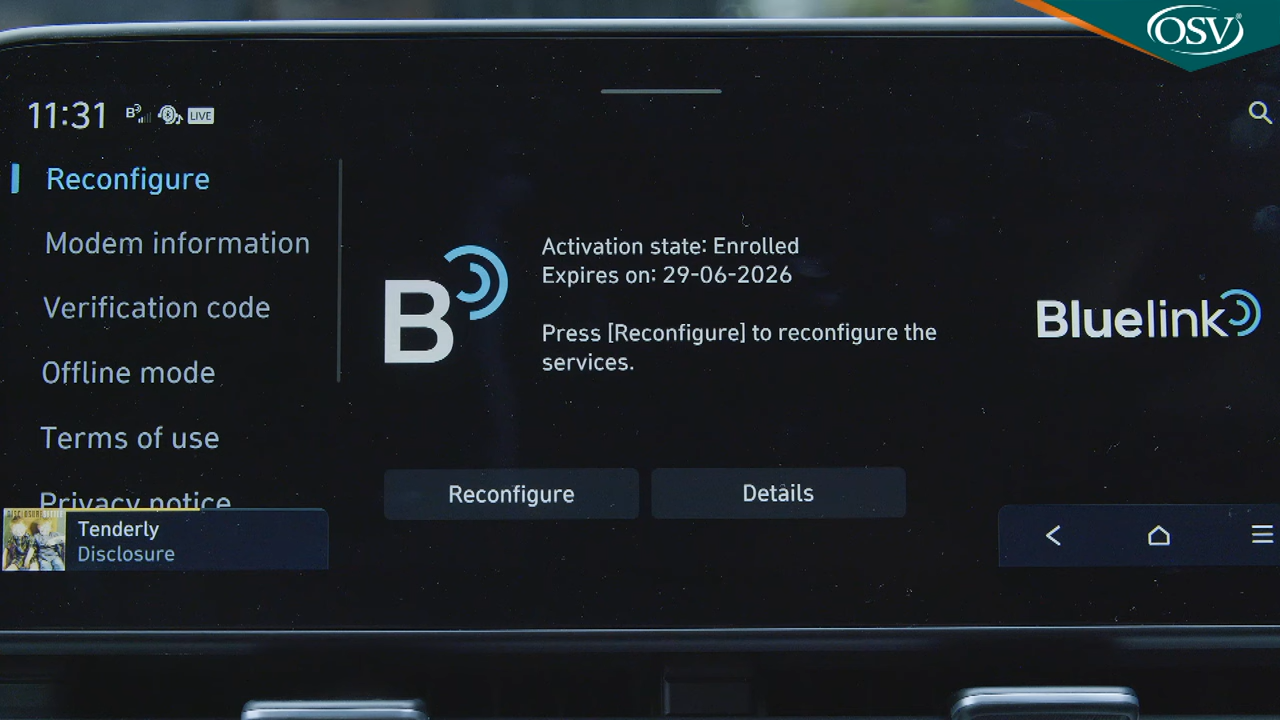 OSV
11:31 B LIVE
Reconfigure
Modem information
Verification code
Offline mode
Terms of use
Privacy notice
B
Activation state: Enrolled
Expires on: 29-06-2026
Press [Reconfigure] to reconfigure the
services.
Bluelink
Reconfigure
Details
Tenderly
Disclosure